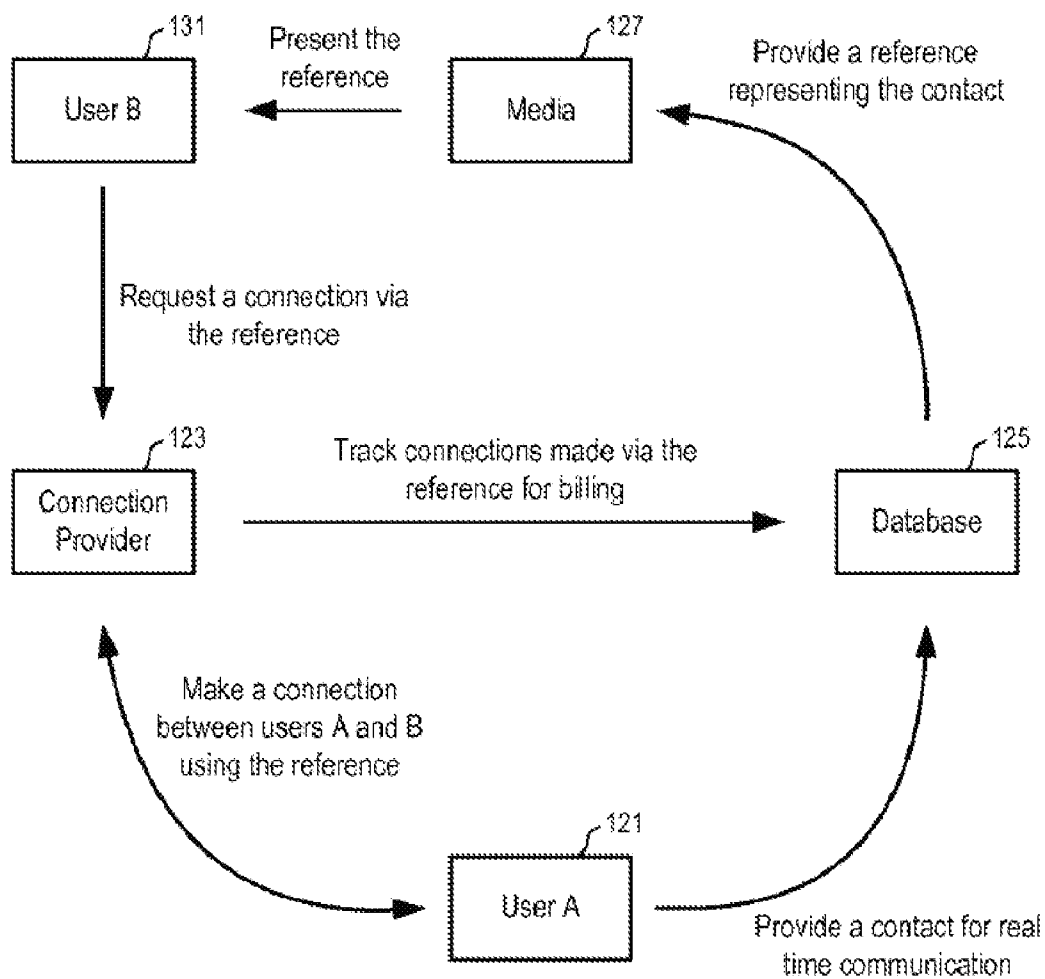 131
User B
Present the
reference
127
Media
Provide a reference
representing the contact
Request a connection via
the reference
123
Connection
Provider
Track connections made via the
reference for billing
125
Database
Make a connection
between users A and B
using the reference
121
User A
Provide a contact for real
time communication